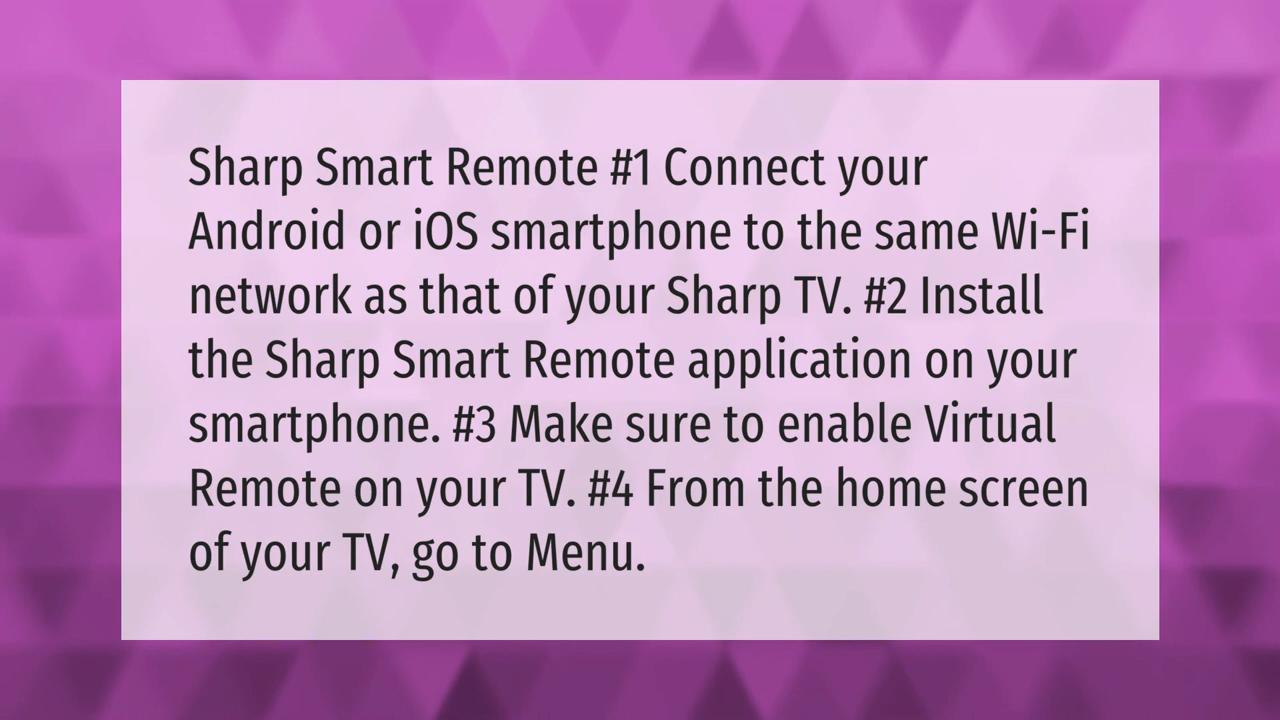 Sharp Smart Remote #1 Connect your
Android or iOS smartphone to the same Wi-Fi
network as that of your Sharp TV. #2 Install
the Sharp Smart Remote application on your
smartphone. #3 Make sure to enable Virtual
Remote on your TV. #4 From the home screen
of your TV, go to Menu.